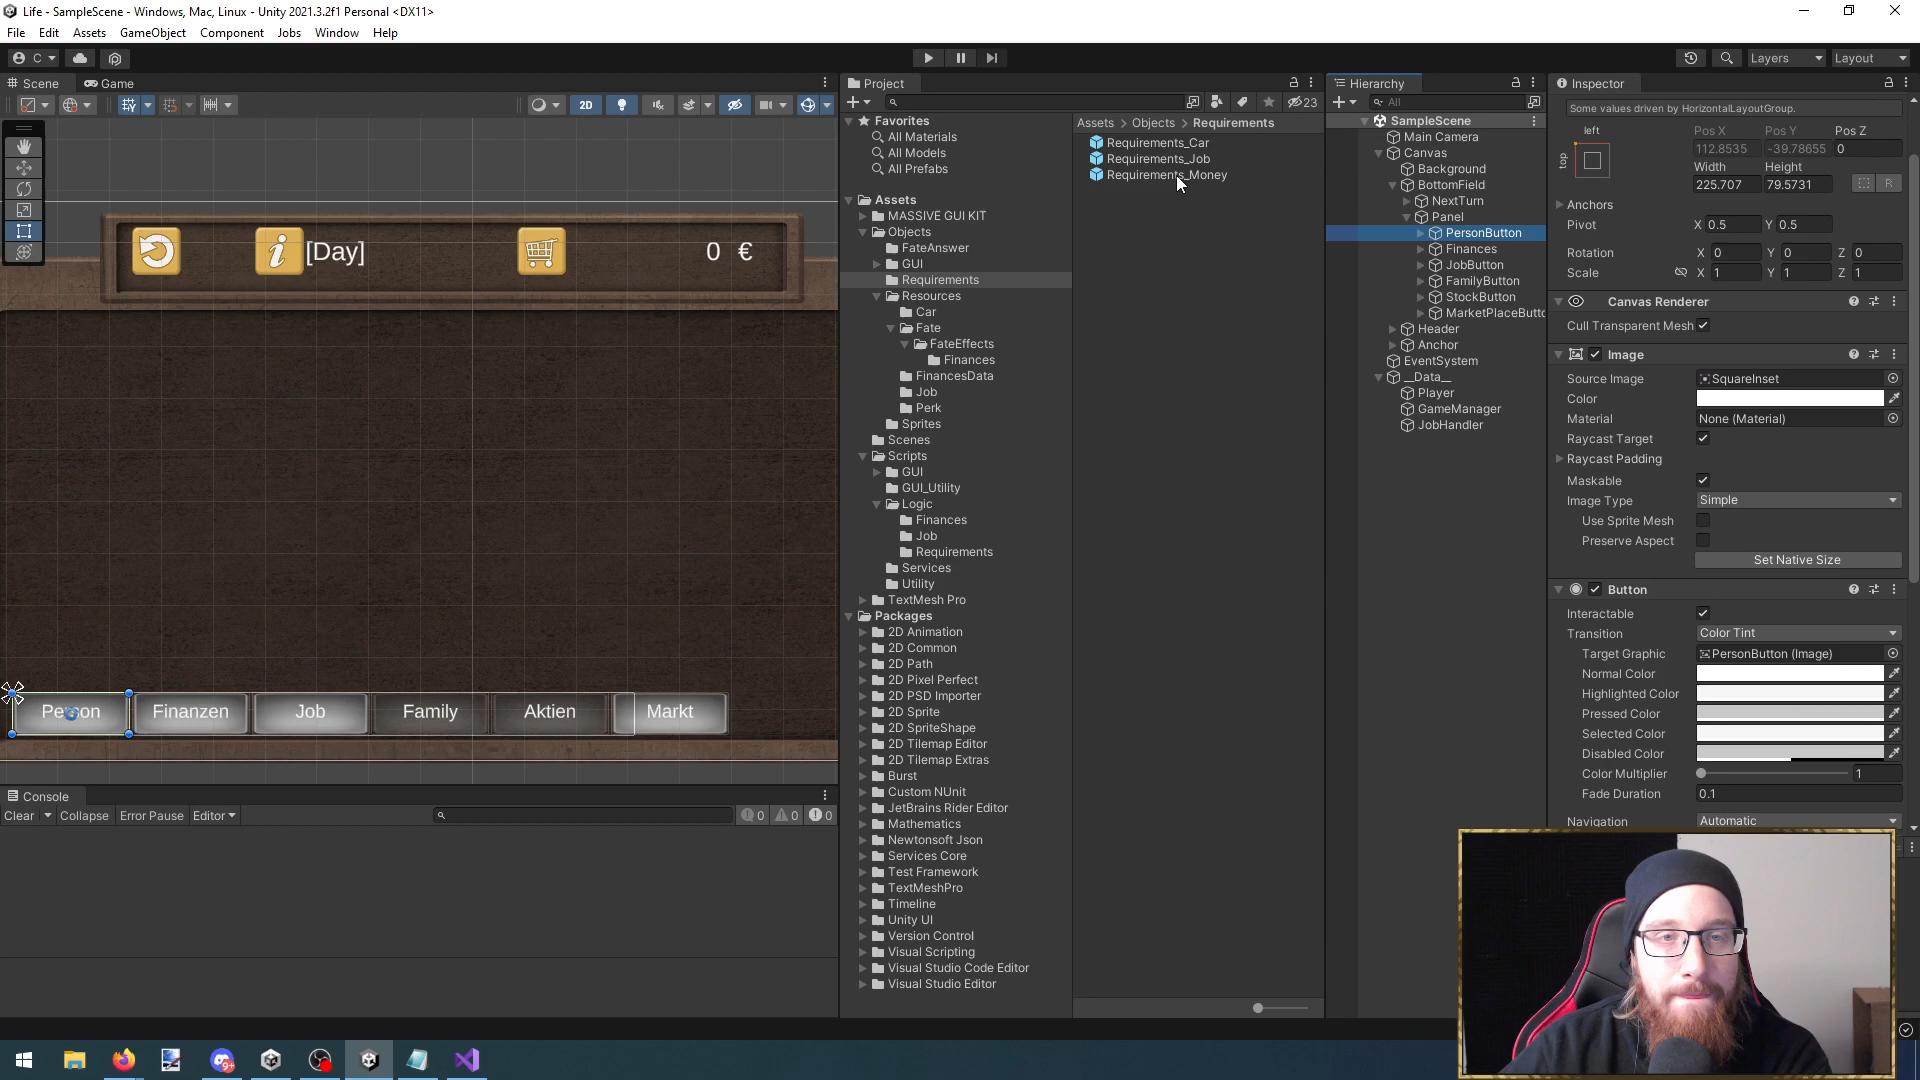 Life - SampleScene - Windows, Mac, Linux - Unity 2021.3.2f1 Personal <DX11>
File Edit Assets GameObject Component Jobs Window Help
C
Layers Layout
Scene Game
2D
[Day]
0 €
Person Finanzen Job Family Aktien Markt
Console
Clear Collapse Error Pause Editor
0 0 0
Project
23
Favorites
All Materials
All Models
All Prefabs
Assets
MASSIVE GUI KIT
Objects
FateAnswer
GUI
Requirements
Resources
Car
Fate
FateEffects
Finances
FinancesData
Job
Perk
Sprites
Scenes
Scripts
GUI
GUI_Utility
Logic
Finances
Job
Requirements
Services
Utility
TextMesh Pro
Packages
2D Animation
2D Common
2D Path
2D Pixel Perfect
2D PSD Importer
2D Sprite
2D SpriteShape
2D Tilemap Editor
2D Tilemap Extras
Burst
Custom NUnit
JetBrains Rider Editor
Mathematics
Newtonsoft Json
Services Core
Test Framework
TextMeshPro
Timeline
Unity UI
Version Control
Visual Scripting
Visual Studio Code Editor
Visual Studio Editor
Assets > Objects > Requirements
Requirements_Car
Requirements_Job
Requirements_Money
Hierarchy
All
SampleScene
Main Camera
Canvas
Background
BottomField
NextTurn
Panel
PersonButton
Finances
JobButton
FamilyButton
StockButton
MarketPlaceButto
Header
Anchor
EventSystem
__Data__
Player
GameManager
JobHandler
Inspector
Some values driven by HorizontalLayoutGroup.
left
top
Pos X Pos Y Pos Z
112.8535 -39.78655 0
Width Height
225.707 79.5731
R
Anchors
Pivot X 0.5 Y 0.5
Rotation X 0 Y 0 Z 0
Scale X 1 Y 1 Z 1
Canvas Renderer
Cull Transparent Mesh
Image
Source Image SquareInset
Color
Material None (Material)
Raycast Target
Raycast Padding
Maskable
Image Type Simple
Use Sprite Mesh
Preserve Aspect
Set Native Size
Button
Interactable
Transition Color Tint
Target Graphic PersonButton (Image)
Normal Color
Highlighted Color
Pressed Color
Selected Color
Disabled Color
Color Multiplier 1
Fade Duration 0.1
Navigation Automatic
9+